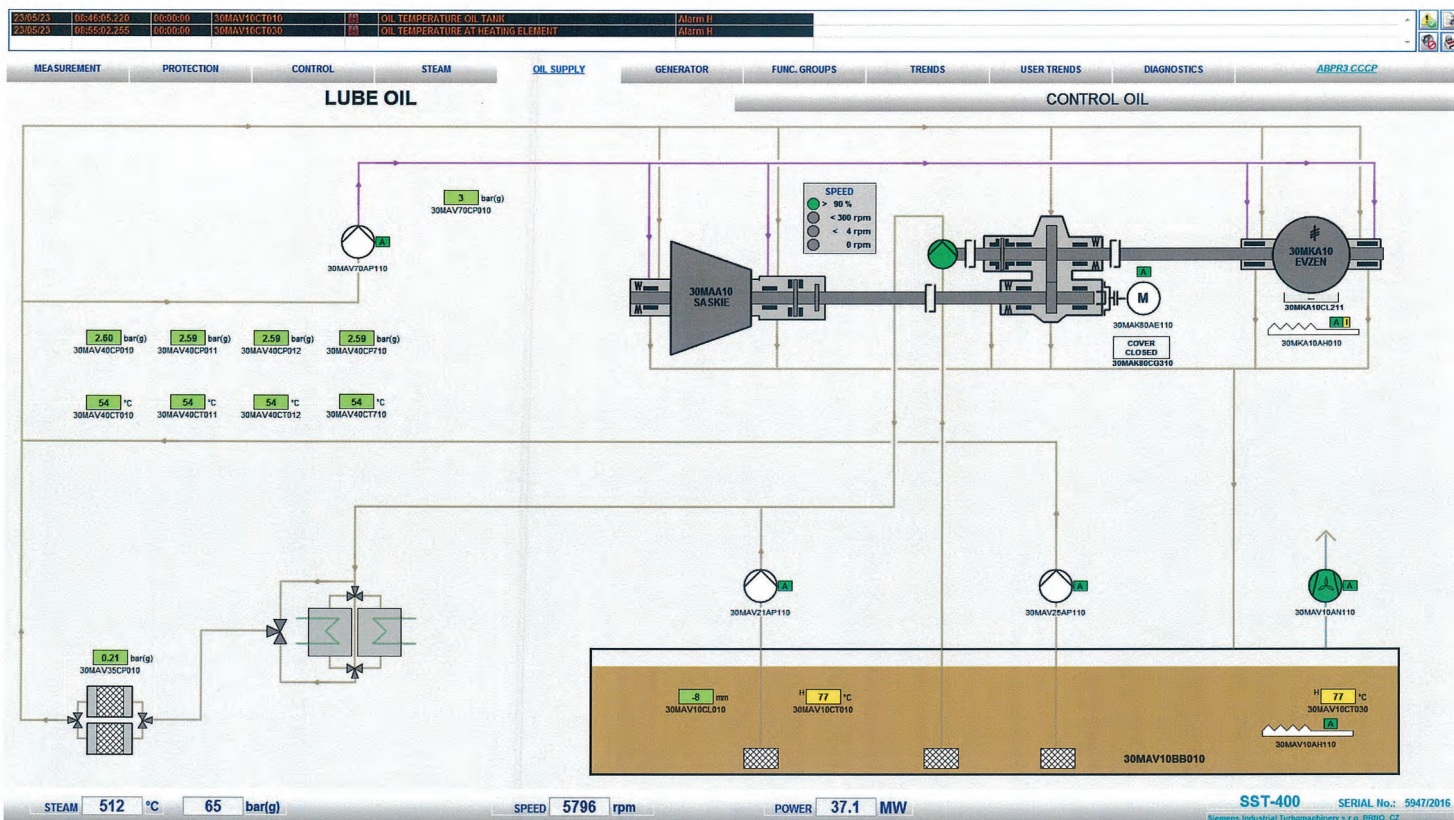 23/05/23 08:46:05.220 00:00:00 30MAV10CT010 OIL TEMPERATURE OIL TANK Alarm H
23/05/23 08:55:02.255 00:00:00 30MAV10CT030 OIL TEMPERATURE AT HEATING ELEMENT Alarm H
MEASUREMENT PROTECTION CONTROL STEAM OIL SUPPLY GENERATOR FUNC. GROUPS TRENDS USER TRENDS DIAGNOSTICS ABPR3 CCCP
LUBE OIL CONTROL OIL
3 bar(g)
30MAV70CP010
A
30MAV70AP110
SPEED
> 90 %
< 300 rpm
< 4 rpm
0 rpm
30MAA10
SASKIE
A
M
30MAK80AE110
COVER
CLOSED
30MAK80CG310
30MKA10
EVZEN
30MKA10CL211
A I
30MKA10AH010
2.60 bar(g) 2.59 bar(g) 2.59 bar(g) 2.59 bar(g)
30MAV40CP010 30MAV40CP011 30MAV40CP012 30MAV40CP710
54 °C 54 °C 54 °C 54 °C
30MAV40CT010 30MAV40CT011 30MAV40CT012 30MAV40CT710
A A A
30MAV21AP110 30MAV25AP110 30MAV10AN110
0.21 bar(g)
30MAV35CP010
-8 mm H 77 °C H 77 °C
30MAV10CL010 30MAV10CT010 30MAV10CT030
A
30MAV10AH110
30MAV10BB010
STEAM 512 °C 65 bar(g) SPEED 5796 rpm POWER 37.1 MW
SST-400 SERIAL No.: 5947/2016
Siemens Industrial Turbomachinery s.r.o. BRNO, CZ